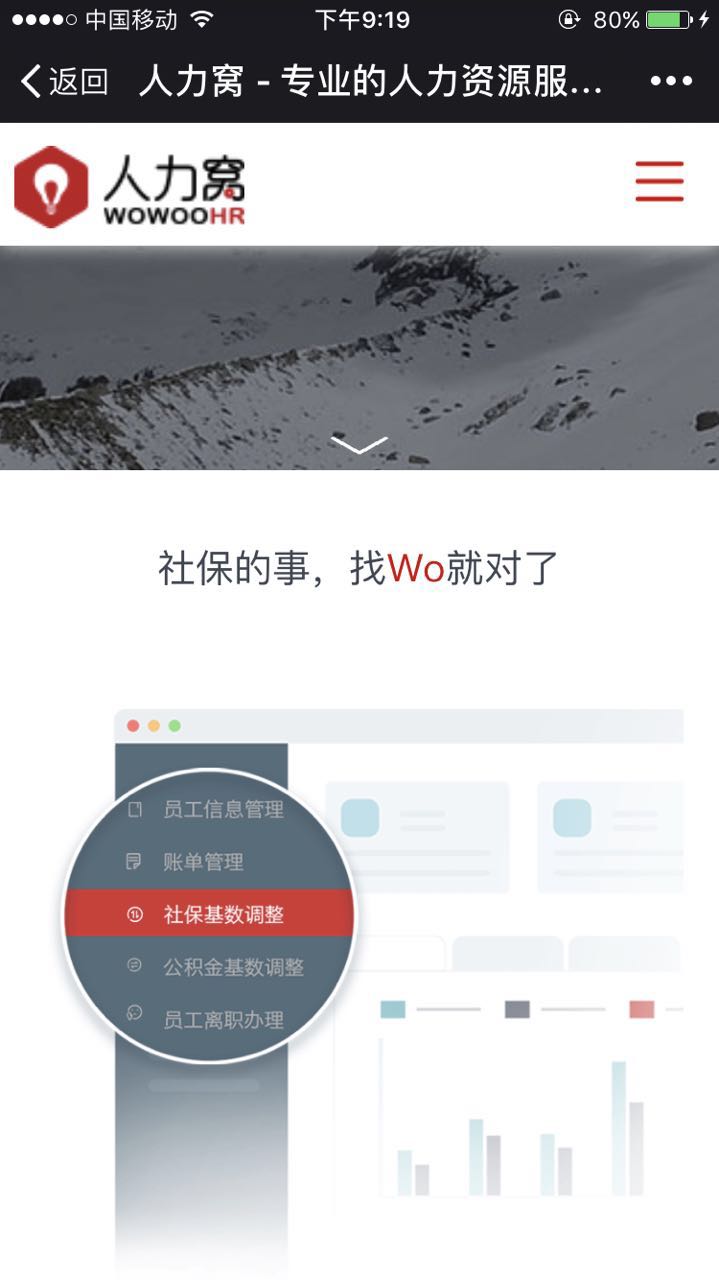 中国移动 下午9:19 80%
返回 人力窝 - 专业的人力资源服...
人力窝
WOWOOHR
社保的事，找Wo就对了
员工信息管理
账单管理
社保基数调整
公积金基数调整
员工离职办理